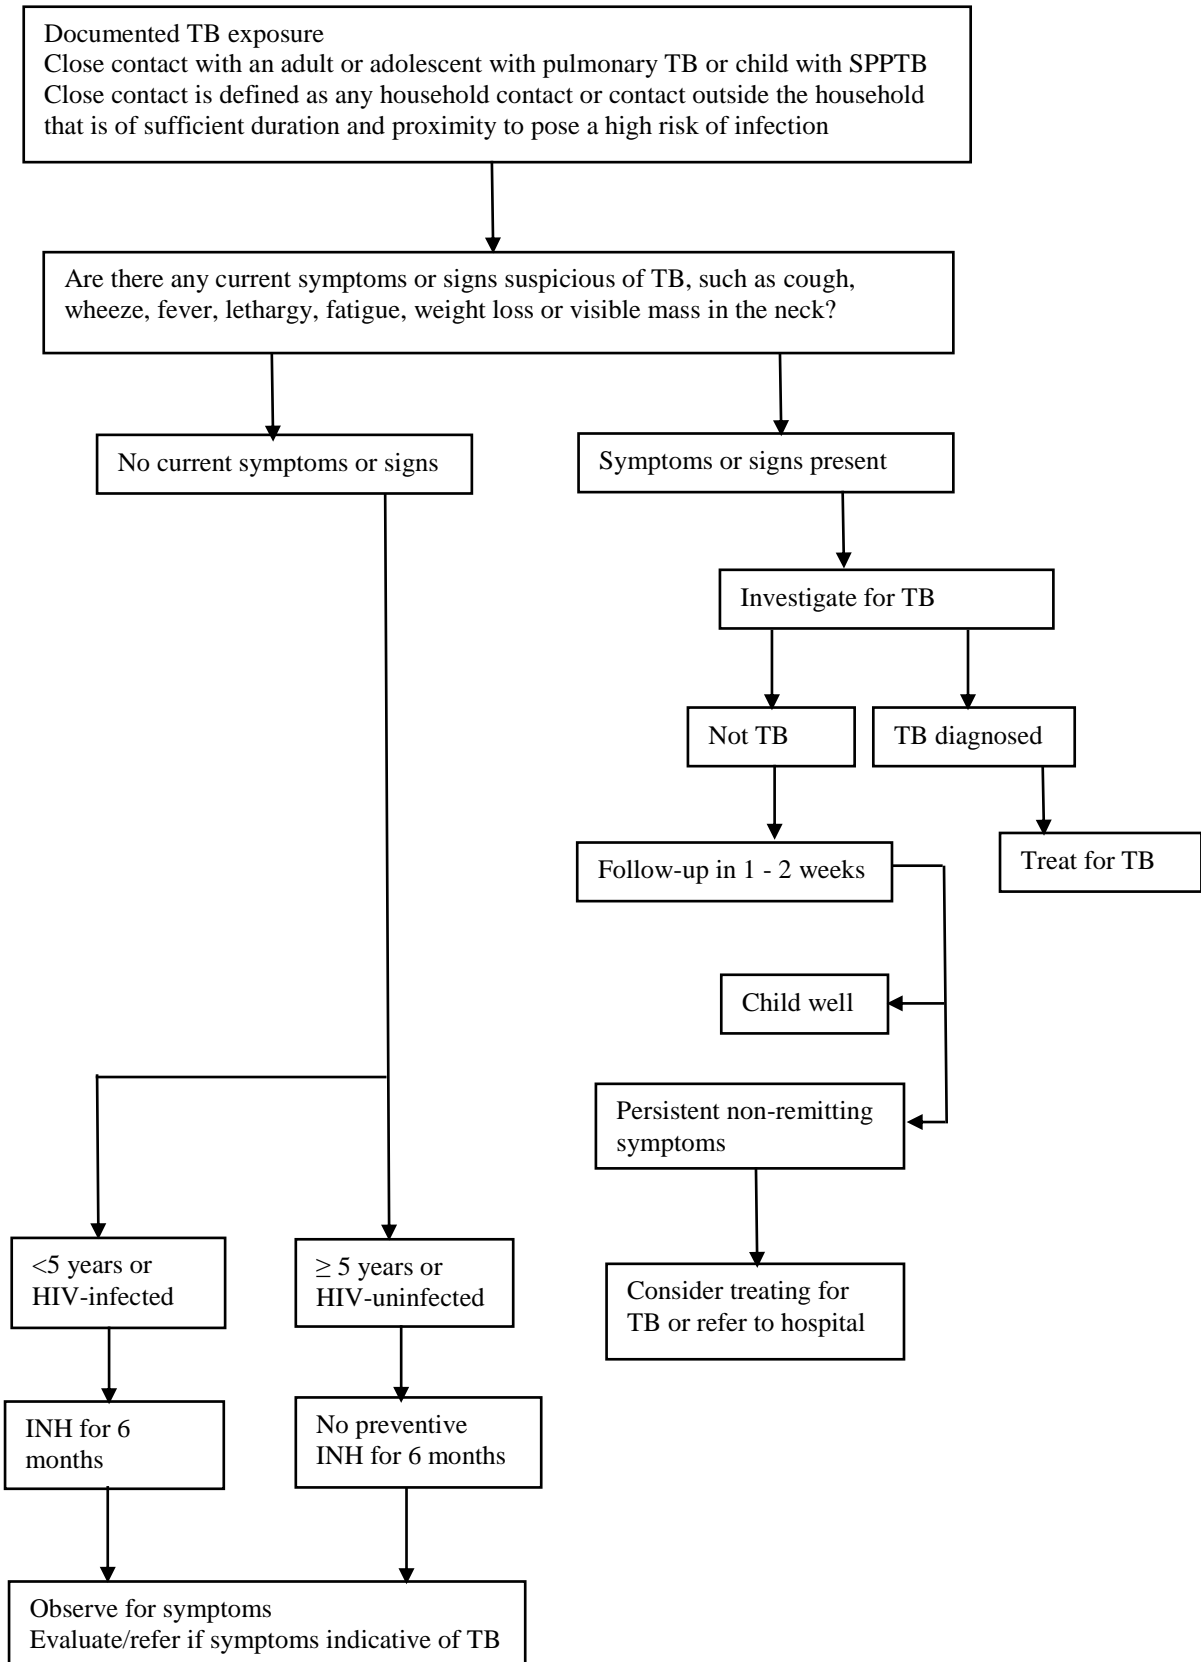 Documented TB exposure
Close contact with an adult or adolescent with pulmonary TB or child with SPPTB
Close contact is defined as any household contact or contact outside the household
that is of sufficient duration and proximity to pose a high risk of infection
Are there any current symptoms or signs suspicious of TB, such as cough,
wheeze, fever, lethargy, fatigue, weight loss or visible mass in the neck?
No current symptoms or signs
Symptoms or signs present
Investigate for TB
Not TB
TB diagnosed
Follow-up in 1 - 2 weeks
Treat for TB
Child well
Persistent non-remitting
symptoms
<5 years or
HIV-infected
≥ 5 years or
HIV-uninfected
Consider treating for
TB or refer to hospital
INH for 6
months
No preventive
INH for 6 months
Observe for symptoms
Evaluate/refer if symptoms indicative of TB